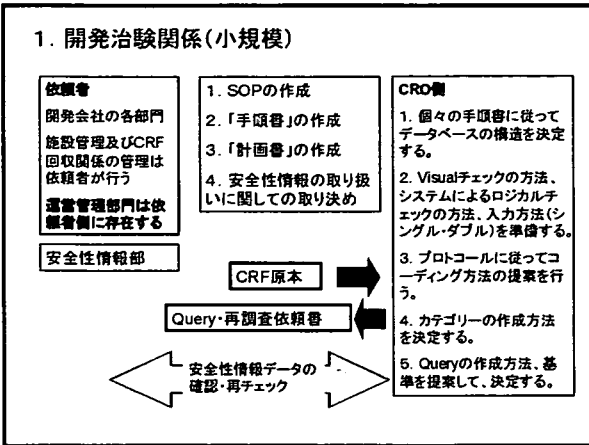 1. 開発治験関係(小規模)
依頼者
開発会社の各部門
施設管理及びCRF
回収関係の管理は
依頼者が行う
運営管理部門は依
頼者側に存在する
安全性情報部
1. SOPの作成
2. 「手順書」の作成
3. 「計画書」の作成
4. 安全性情報の取り扱
いに関しての取り決め
CRF原本
Query・再調査依頼書
安全性情報データの
確認・再チェック
CRO側
1. 個々の手順書に従って
データベースの構造を決定
する。
2. Visualチェックの方法、
システムによるロジカルチ
ェックの方法、入力方法(シ
ングル・ダブル)を準備する。
3. プロトコールに従ってコ
ーディング方法の提案を行
う。
4. カテゴリーの作成方法
を決定する。
5. Queryの作成方法、基
準を提案して、決定する。